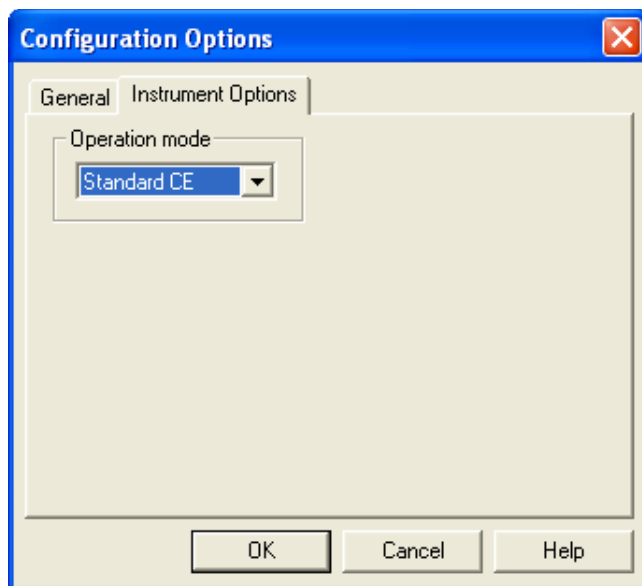 Configuration Options
General Instrument Options
Operation mode
Standard CE
OK Cancel Help